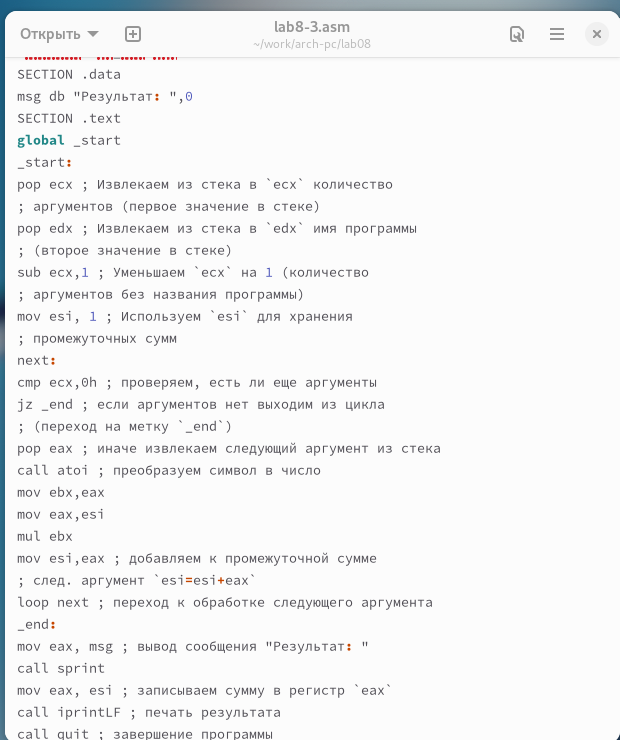 Открыть
lab8-3.asm
~/work/arch-pc/lab08
SECTION .data
msg db "Результат: ",0
SECTION .text
global _start
_start:
pop ecx ; Извлекаем из стека в `ecx` количество
; аргументов (первое значение в стеке)
pop edx ; Извлекаем из стека в `edx` имя программы
; (второе значение в стеке)
sub ecx,1 ; Уменьшаем `ecx` на 1 (количество
; аргументов без названия программы)
mov esi, 1 ; Используем `esi` для хранения
; промежуточных сумм
next:
cmp ecx,0h ; проверяем, есть ли еще аргументы
jz _end ; если аргументов нет выходим из цикла
; (переход на метку `_end`)
pop eax ; иначе извлекаем следующий аргумент из стека
call atoi ; преобразуем символ в число
mov ebx,eax
mov eax,esi
mul ebx
mov esi,eax ; добавляем к промежуточной сумме
; след. аргумент `esi=esi+eax`
loop next ; переход к обработке следующего аргумента
_end:
mov eax, msg ; вывод сообщения "Результат: "
call sprint
mov eax, esi ; записываем сумму в регистр `eax`
call iprintLF ; печать результата
call quit ; завершение программы